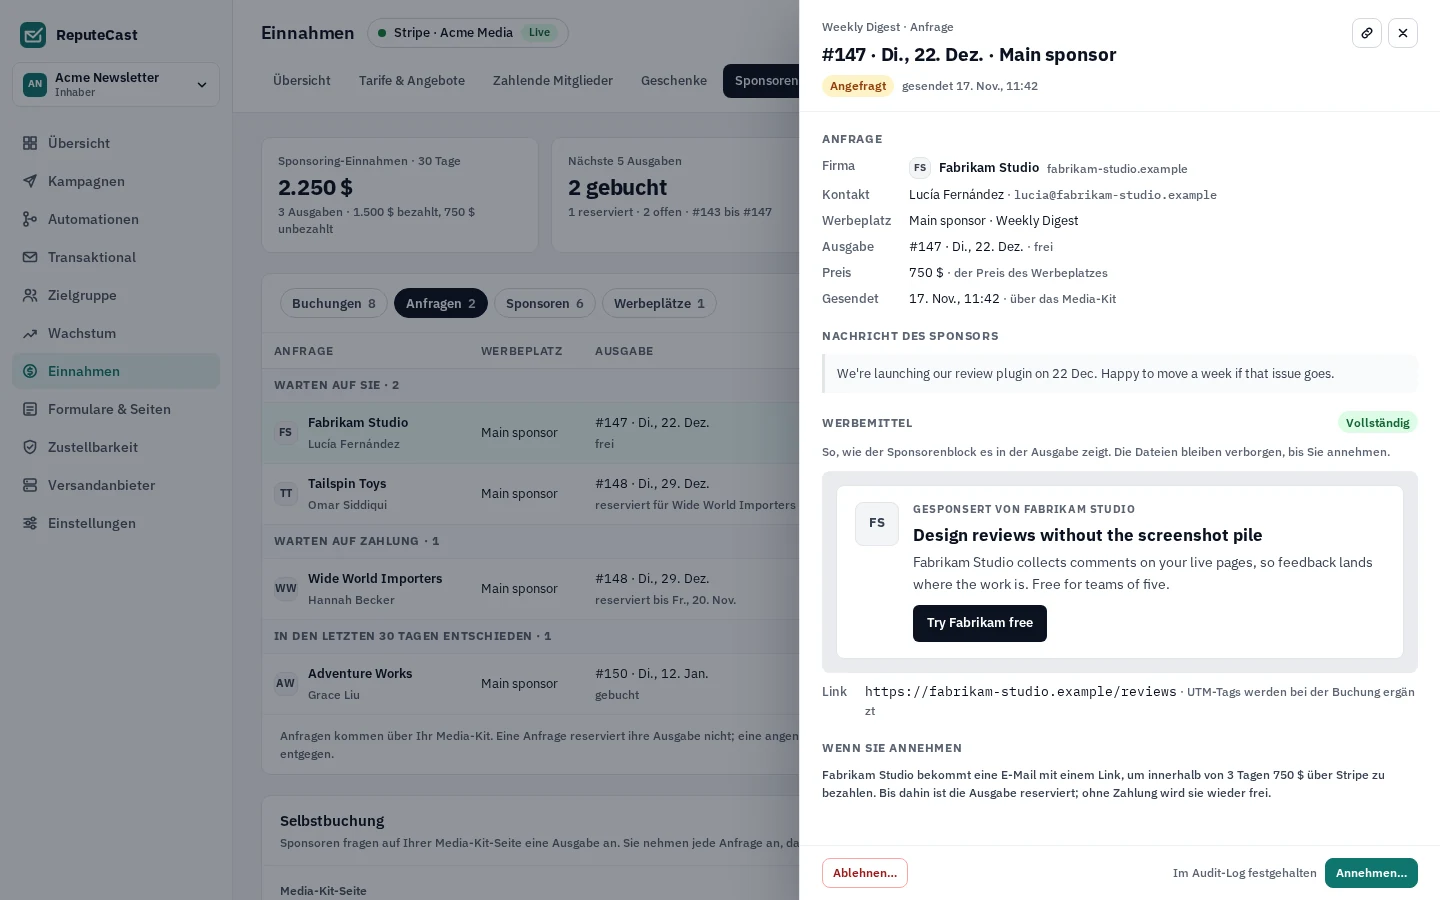 ReputeCast
AN
Acme Newsletter
Inhaber
Übersicht
Kampagnen
Automationen
Transaktional
Zielgruppe
Wachstum
Einnahmen
Formulare & Seiten
Zustellbarkeit
Versandanbieter
Einstellungen
Einnahmen
Stripe · Acme Media Live
Übersicht
Tarife & Angebote
Zahlende Mitglieder
Geschenke
Sponsoren
Sponsoring-Einnahmen · 30 Tage
2.250 $
3 Ausgaben · 1.500 $ bezahlt, 750 $
unbezahlt
Nächste 5 Ausgaben
2 gebucht
1 reserviert · 2 offen · #143 bis #147
Buchungen 8
Anfragen 2
Sponsoren 6
Werbeplätze 1
ANFRAGE WERBEPLATZ AUSGABE
WARTEN AUF SIE · 2
FS
Fabrikam Studio
Lucía Fernández
Main sponsor
#147 · Di., 22. Dez.
frei
TT
Tailspin Toys
Omar Siddiqui
Main sponsor
#148 · Di., 29. Dez.
reserviert für Wide World Importers
WARTEN AUF ZAHLUNG · 1
WW
Wide World Importers
Hannah Becker
Main sponsor
#148 · Di., 29. Dez.
reserviert bis Fr., 20. Nov.
IN DEN LETZTEN 30 TAGEN ENTSCHIEDEN · 1
AW
Adventure Works
Grace Liu
Main sponsor
#150 · Di., 12. Jan.
gebucht
Anfragen kommen über Ihr Media-Kit. Eine Anfrage reserviert ihre Ausgabe nicht; eine angen
entgegen.
Selbstbuchung
Sponsoren fragen auf Ihrer Media-Kit-Seite eine Ausgabe an. Sie nehmen jede Anfrage an, da
Media-Kit-Seite
Weekly Digest · Anfrage
#147 · Di., 22. Dez. · Main sponsor
Angefragt gesendet 17. Nov., 11:42
ANFRAGE
Firma FS Fabrikam Studio fabrikam-studio.example
Kontakt Lucía Fernández · lucia@fabrikam-studio.example
Werbeplatz Main sponsor · Weekly Digest
Ausgabe #147 · Di., 22. Dez. · frei
Preis 750 $ · der Preis des Werbeplatzes
Gesendet 17. Nov., 11:42 · über das Media-Kit
NACHRICHT DES SPONSORS
We're launching our review plugin on 22 Dec. Happy to move a week if that issue goes.
WERBEMITTEL Vollständig
So, wie der Sponsorenblock es in der Ausgabe zeigt. Die Dateien bleiben verborgen, bis Sie annehmen.
FS
GESPONSERT VON FABRIKAM STUDIO
Design reviews without the screenshot pile
Fabrikam Studio collects comments on your live pages, so feedback lands
where the work is. Free for teams of five.
Try Fabrikam free
Link https://fabrikam-studio.example/reviews · UTM-Tags werden bei der Buchung ergän
zt
WENN SIE ANNEHMEN
Fabrikam Studio bekommt eine E-Mail mit einem Link, um innerhalb von 3 Tagen 750 $ über Stripe zu
bezahlen. Bis dahin ist die Ausgabe reserviert; ohne Zahlung wird sie wieder frei.
Ablehnen…
Im Audit-Log festgehalten
Annehmen…